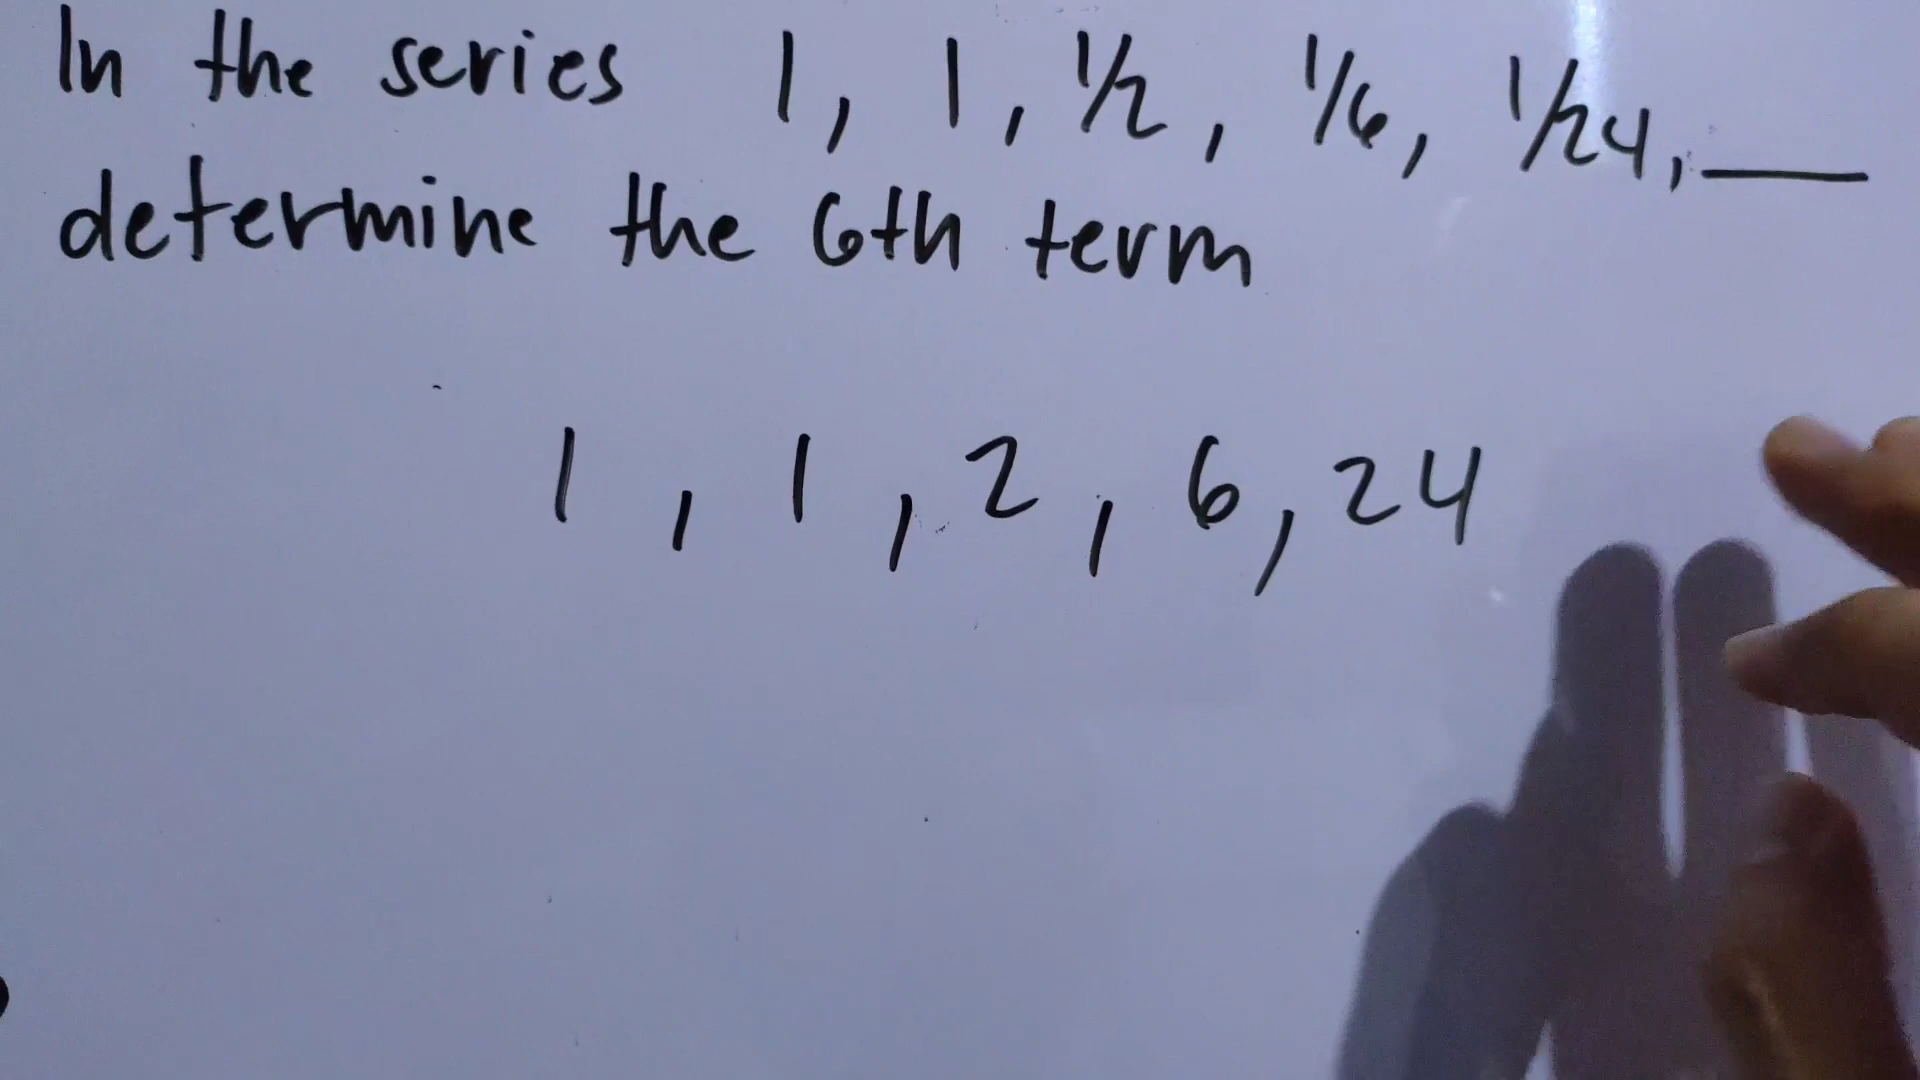 In the series 1, 1, 1/2, 1/6, 1/24, ___
determine the 6th term
1, 1, 2, 6, 24